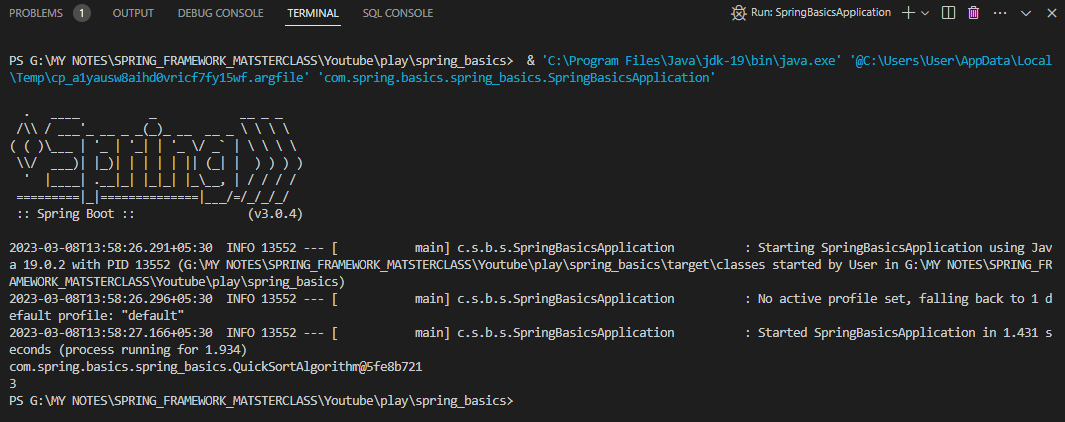 PROBLEMS 1 OUTPUT DEBUG CONSOLE TERMINAL SQL CONSOLE Run: SpringBasicsApplication
PS G:\MY NOTES\SPRING_FRAMEWORK_MATSTERCLASS\Youtube\play\spring_basics>  & 'C:\Program Files\Java\jdk-19\bin\java.exe' '@C:\Users\User\AppData\Local
\Temp\cp_a1yausw8aihd0vricf7fy15wf.argfile' 'com.spring.basics.spring_basics.SpringBasicsApplication'
  .   ____          _            __ _ _
 /\\ / ___'_ __ _ _(_)_ __  __ _ \ \ \ \
( ( )\___ | '_ | '_| | '_ \/ _` | \ \ \ \
 \\/  ___)| |_)| | | | | || (_| |  ) ) ) )
  '  |____| .__|_| |_|_| |_\__, | / / / /
 =========|_|==============|___/=/_/_/_/
 :: Spring Boot ::                (v3.0.4)
2023-03-08T13:58:26.291+05:30  INFO 13552 --- [           main] c.s.b.s.SpringBasicsApplication          : Starting SpringBasicsApplication using Jav
a 19.0.2 with PID 13552 (G:\MY NOTES\SPRING_FRAMEWORK_MATSTERCLASS\Youtube\play\spring_basics\target\classes started by User in G:\MY NOTES\SPRING_FR
AMEWORK_MATSTERCLASS\Youtube\play\spring_basics)
2023-03-08T13:58:26.296+05:30  INFO 13552 --- [           main] c.s.b.s.SpringBasicsApplication          : No active profile set, falling back to 1 d
efault profile: "default"
2023-03-08T13:58:27.166+05:30  INFO 13552 --- [           main] c.s.b.s.SpringBasicsApplication          : Started SpringBasicsApplication in 1.431 s
econds (process running for 1.934)
com.spring.basics.spring_basics.QuickSortAlgorithm@5fe8b721
3
PS G:\MY NOTES\SPRING_FRAMEWORK_MATSTERCLASS\Youtube\play\spring_basics>